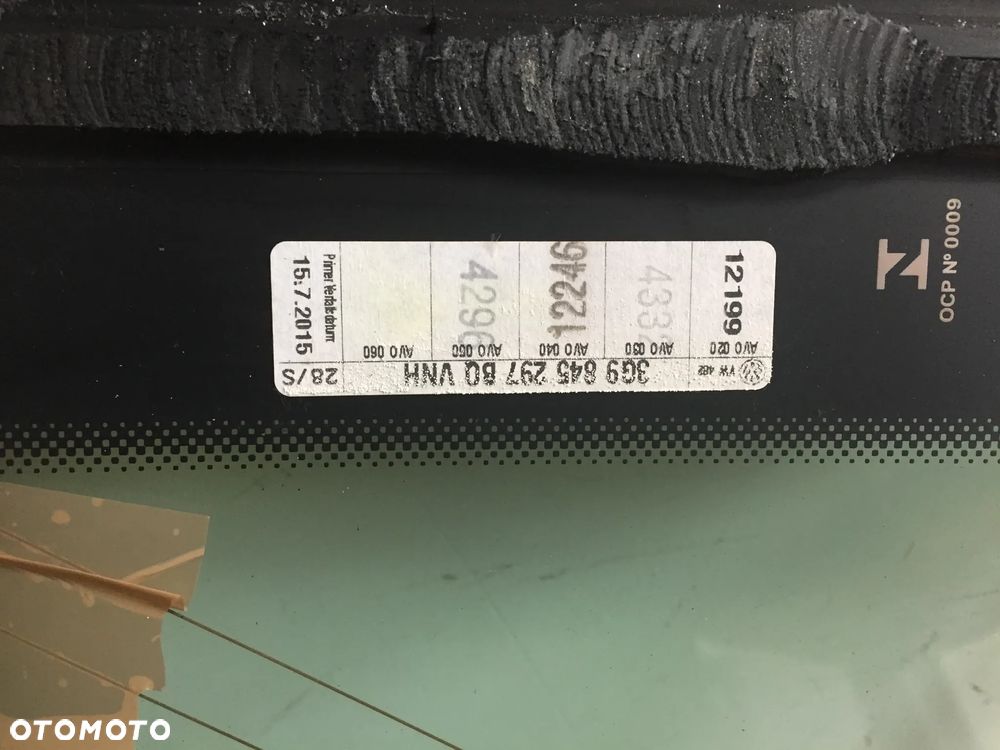 3G9 845 297 BQ VNH
VW 482
28/S
AVO 020
AVO 030
AVO 040
AVO 050
AVO 060
12199
433
12246
4296
Primer Verfallsdatum:
15.7.2015
N
OCP Nº 0009
OTOMOTO